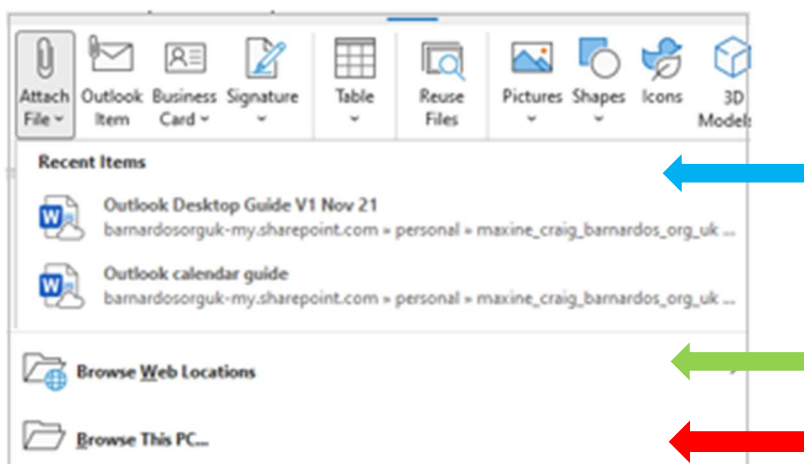 Attach Outlook Business Signature Table Reuse Pictures Shapes Icons 3D
File Item Card Files Models
Recent Items
Outlook Desktop Guide V1 Nov 21
barnardosorguk-my.sharepoint.com » personal » maxine_craig_barnardos_org_uk ...
Outlook calendar guide
barnardosorguk-my.sharepoint.com » personal » maxine_craig_barnardos_org_uk ...
Browse Web Locations
Browse This PC...